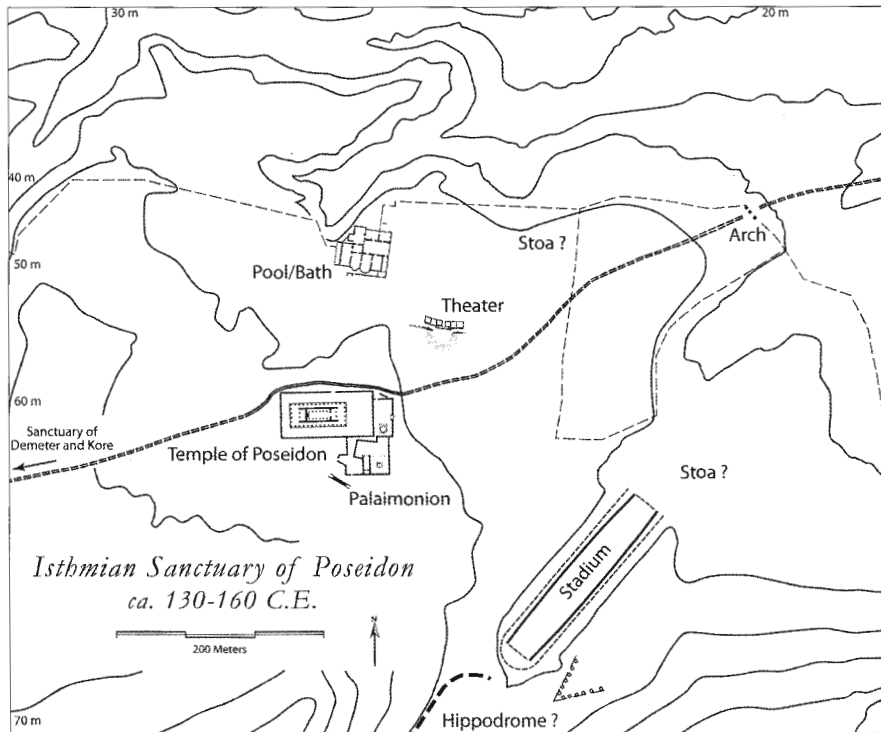 30 m
20 m
40 m
Stoa ?
Arch
50 m
Pool/Bath
Theater
60 m
Sanctuary of
Demeter and Kore
Temple of Poseidon
Stoa ?
Palaimonion
Isthmian Sanctuary of Poseidon
ca. 130-160 C.E.
Stadium
N
200 Meters
70 m
Hippodrome ?